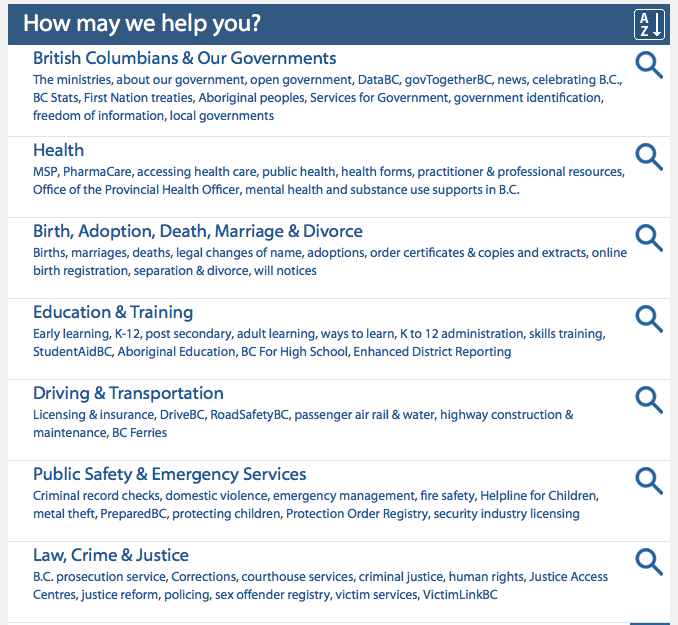 How may we help you?
A
Z
British Columbians & Our Governments
The ministries, about our government, open government, DataBC, govTogetherBC, news, celebrating B.C.,
BC Stats, First Nation treaties, Aboriginal peoples, Services for Government, government identification,
freedom of information, local governments
Health
MSP, PharmaCare, accessing health care, public health, health forms, practitioner & professional resources,
Office of the Provincial Health Officer, mental health and substance use supports in B.C.
Birth, Adoption, Death, Marriage & Divorce
Births, marriages, deaths, legal changes of name, adoptions, order certificates & copies and extracts, online
birth registration, separation & divorce, will notices
Education & Training
Early learning, K-12, post secondary, adult learning, ways to learn, K to 12 administration, skills training,
StudentAidBC, Aboriginal Education, BC For High School, Enhanced District Reporting
Driving & Transportation
Licensing & insurance, DriveBC, RoadSafetyBC, passenger air rail & water, highway construction &
maintenance, BC Ferries
Public Safety & Emergency Services
Criminal record checks, domestic violence, emergency management, fire safety, Helpline for Children,
metal theft, PreparedBC, protecting children, Protection Order Registry, security industry licensing
Law, Crime & Justice
B.C. prosecution service, Corrections, courthouse services, criminal justice, human rights, Justice Access
Centres, justice reform, policing, sex offender registry, victim services, VictimLinkBC